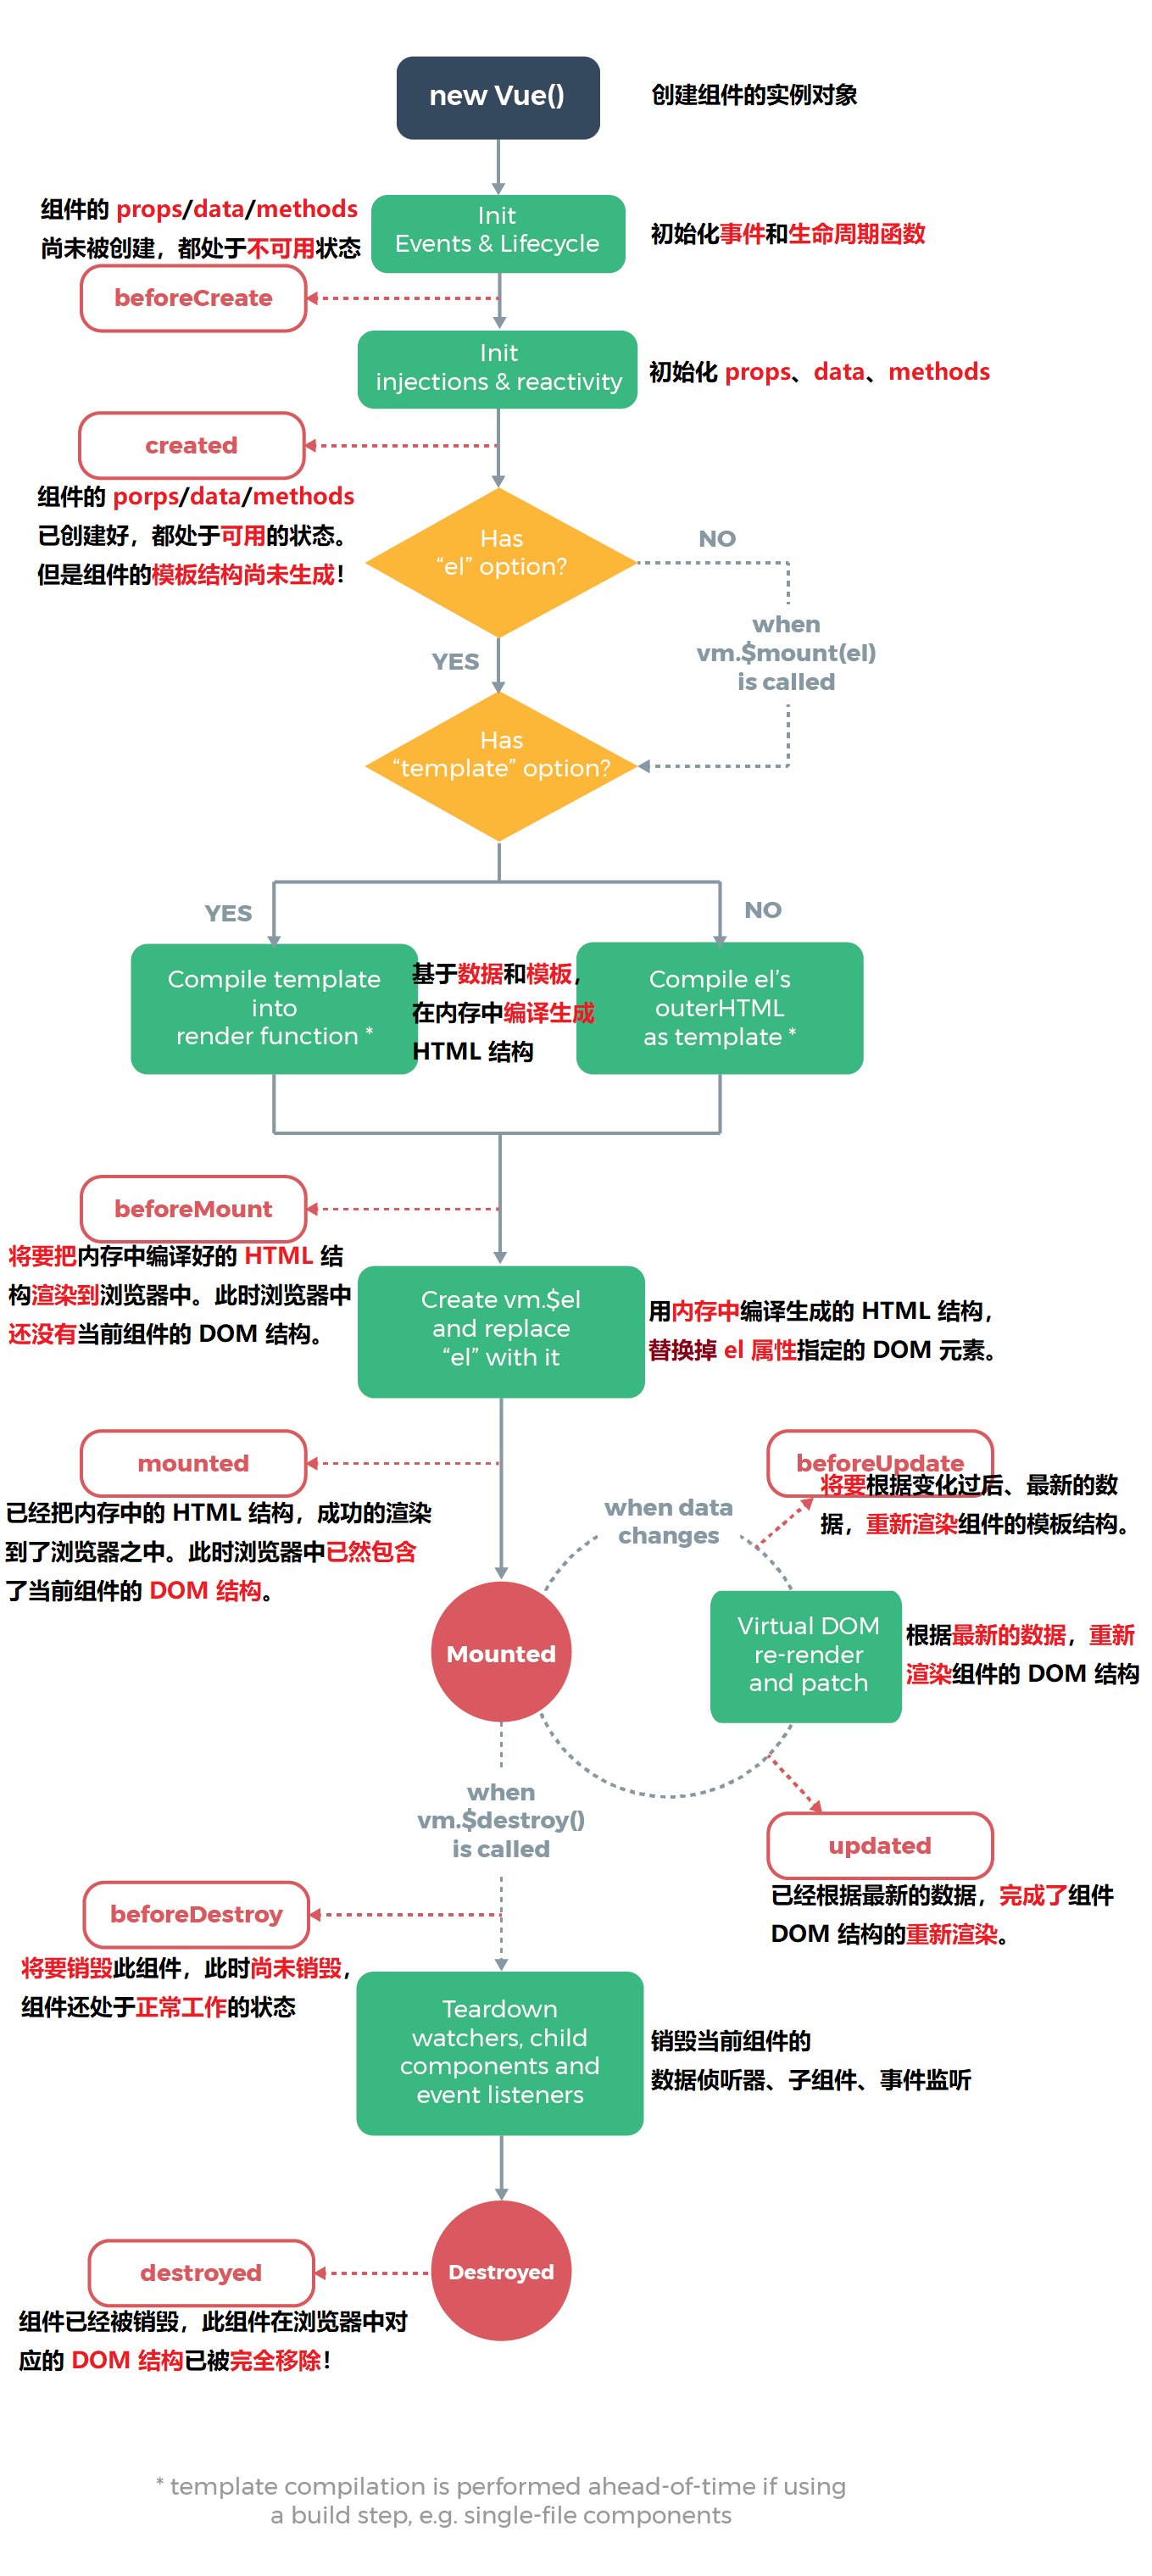 new Vue()
创建组件的实例对象
组件的 props/data/methods
尚未被创建，都处于不可用状态
Init
Events & Lifecycle
初始化事件和生命周期函数
beforeCreate
Init
injections & reactivity
初始化 props、data、methods
created
组件的 porps/data/methods
已创建好，都处于可用的状态。
但是组件的模板结构尚未生成！
Has
“el” option?
NO
when
vm.$mount(el)
is called
YES
Has
“template” option?
YES
NO
Compile template
into
render function *
基于数据和模板，
在内存中编译生成
HTML 结构
Compile el’s
outerHTML
as template *
beforeMount
将要把内存中编译好的 HTML 结
构渲染到浏览器中。此时浏览器中
还没有当前组件的 DOM 结构。
Create vm.$el
and replace
“el” with it
用内存中编译生成的 HTML 结构，
替换掉 el 属性指定的 DOM 元素。
mounted
已经把内存中的 HTML 结构，成功的渲染
到了浏览器之中。此时浏览器中已然包含
了当前组件的 DOM 结构。
beforeUpdate
将要根据变化过后、最新的数
据，重新渲染组件的模板结构。
when data
changes
Mounted
Virtual DOM
re-render
and patch
根据最新的数据，重新
渲染组件的 DOM 结构
when
vm.$destroy()
is called
updated
已经根据最新的数据，完成了组件
DOM 结构的重新渲染。
beforeDestroy
将要销毁此组件，此时尚未销毁，
组件还处于正常工作的状态
Teardown
watchers, child
components and
event listeners
销毁当前组件的
数据侦听器、子组件、事件监听
destroyed
Destroyed
组件已经被销毁，此组件在浏览器中对
应的 DOM 结构已被完全移除！
* template compilation is performed ahead-of-time if using
a build step, e.g. single-file components